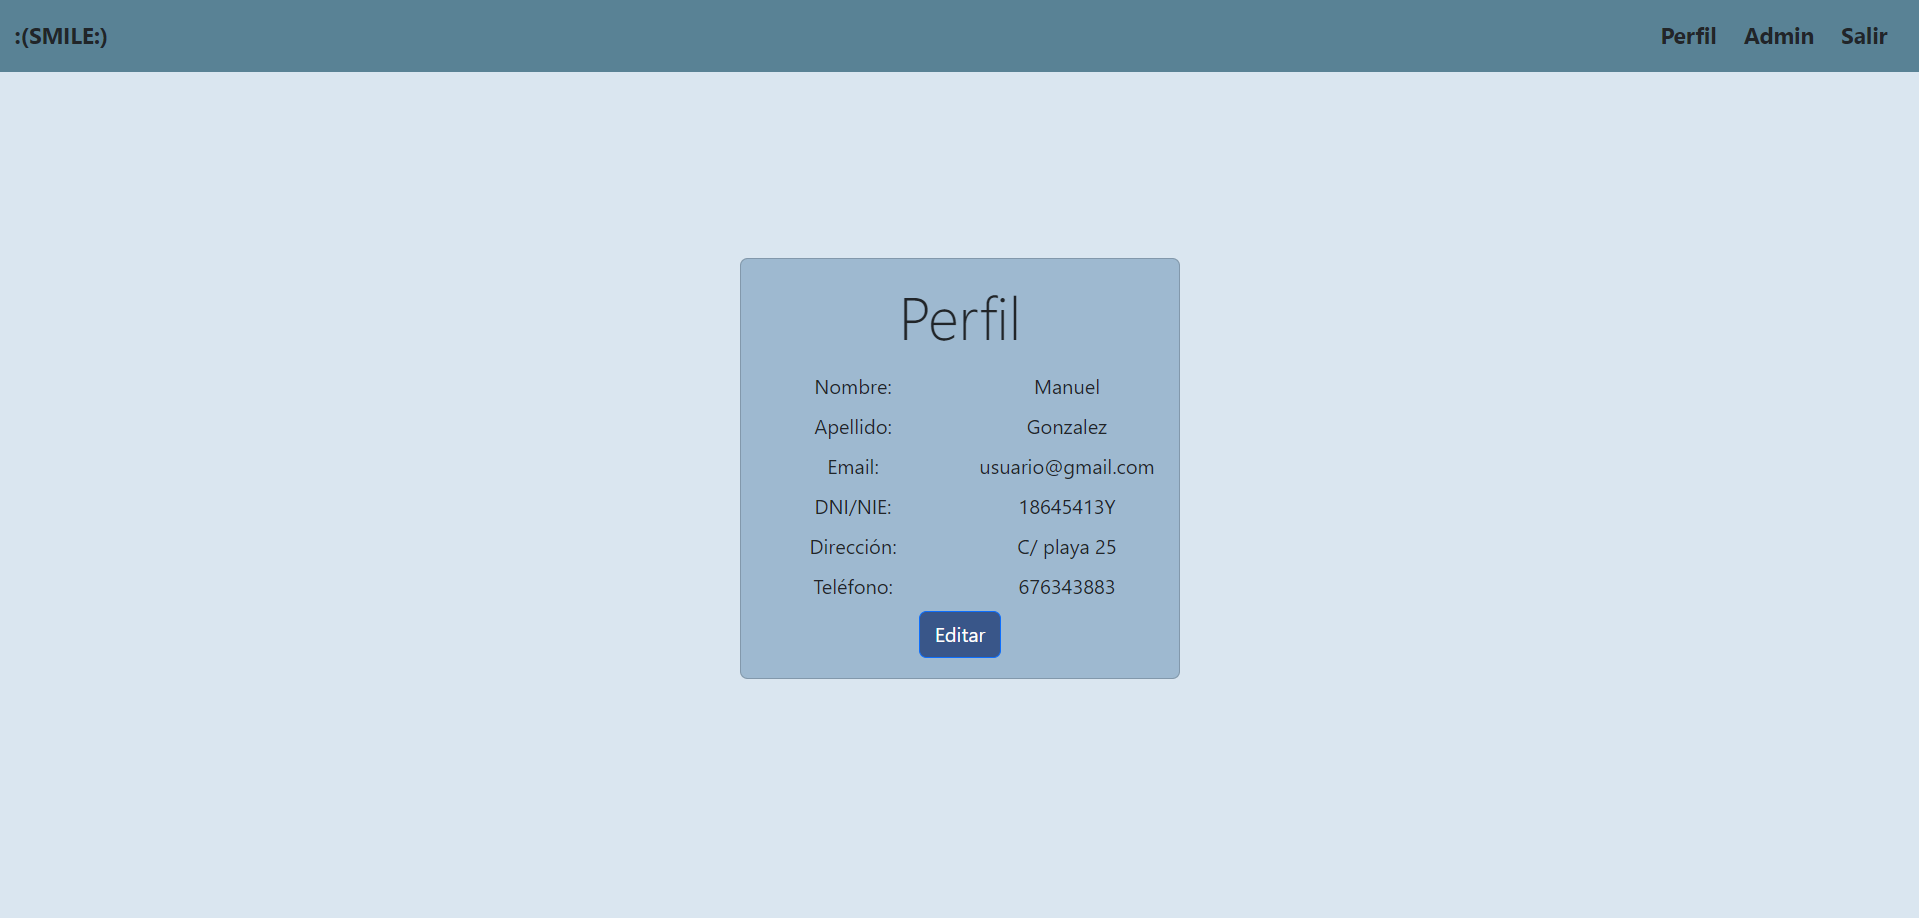 :(SMILE:) Perfil Admin Salir
Perfil
Nombre: Manuel
Apellido: Gonzalez
Email: usuario@gmail.com
DNI/NIE: 18645413Y
Dirección: C/ playa 25
Teléfono: 676343883
Editar